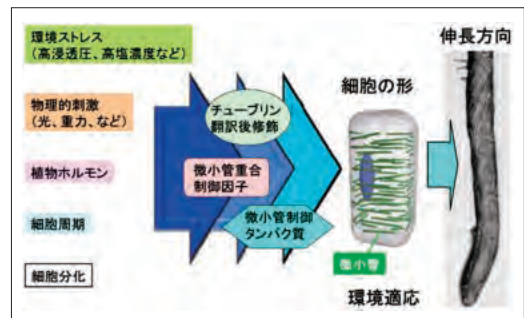 環境ストレス
(高浸透圧、高塩濃度など)
物理的刺激
(光、重力、など)
植物ホルモン
細胞周期
細胞分化
チューブリン
翻訳後修飾
微小管重合
制御因子
微小管制御
タンパク質
細胞の形
微小管
環境適応
伸長方向